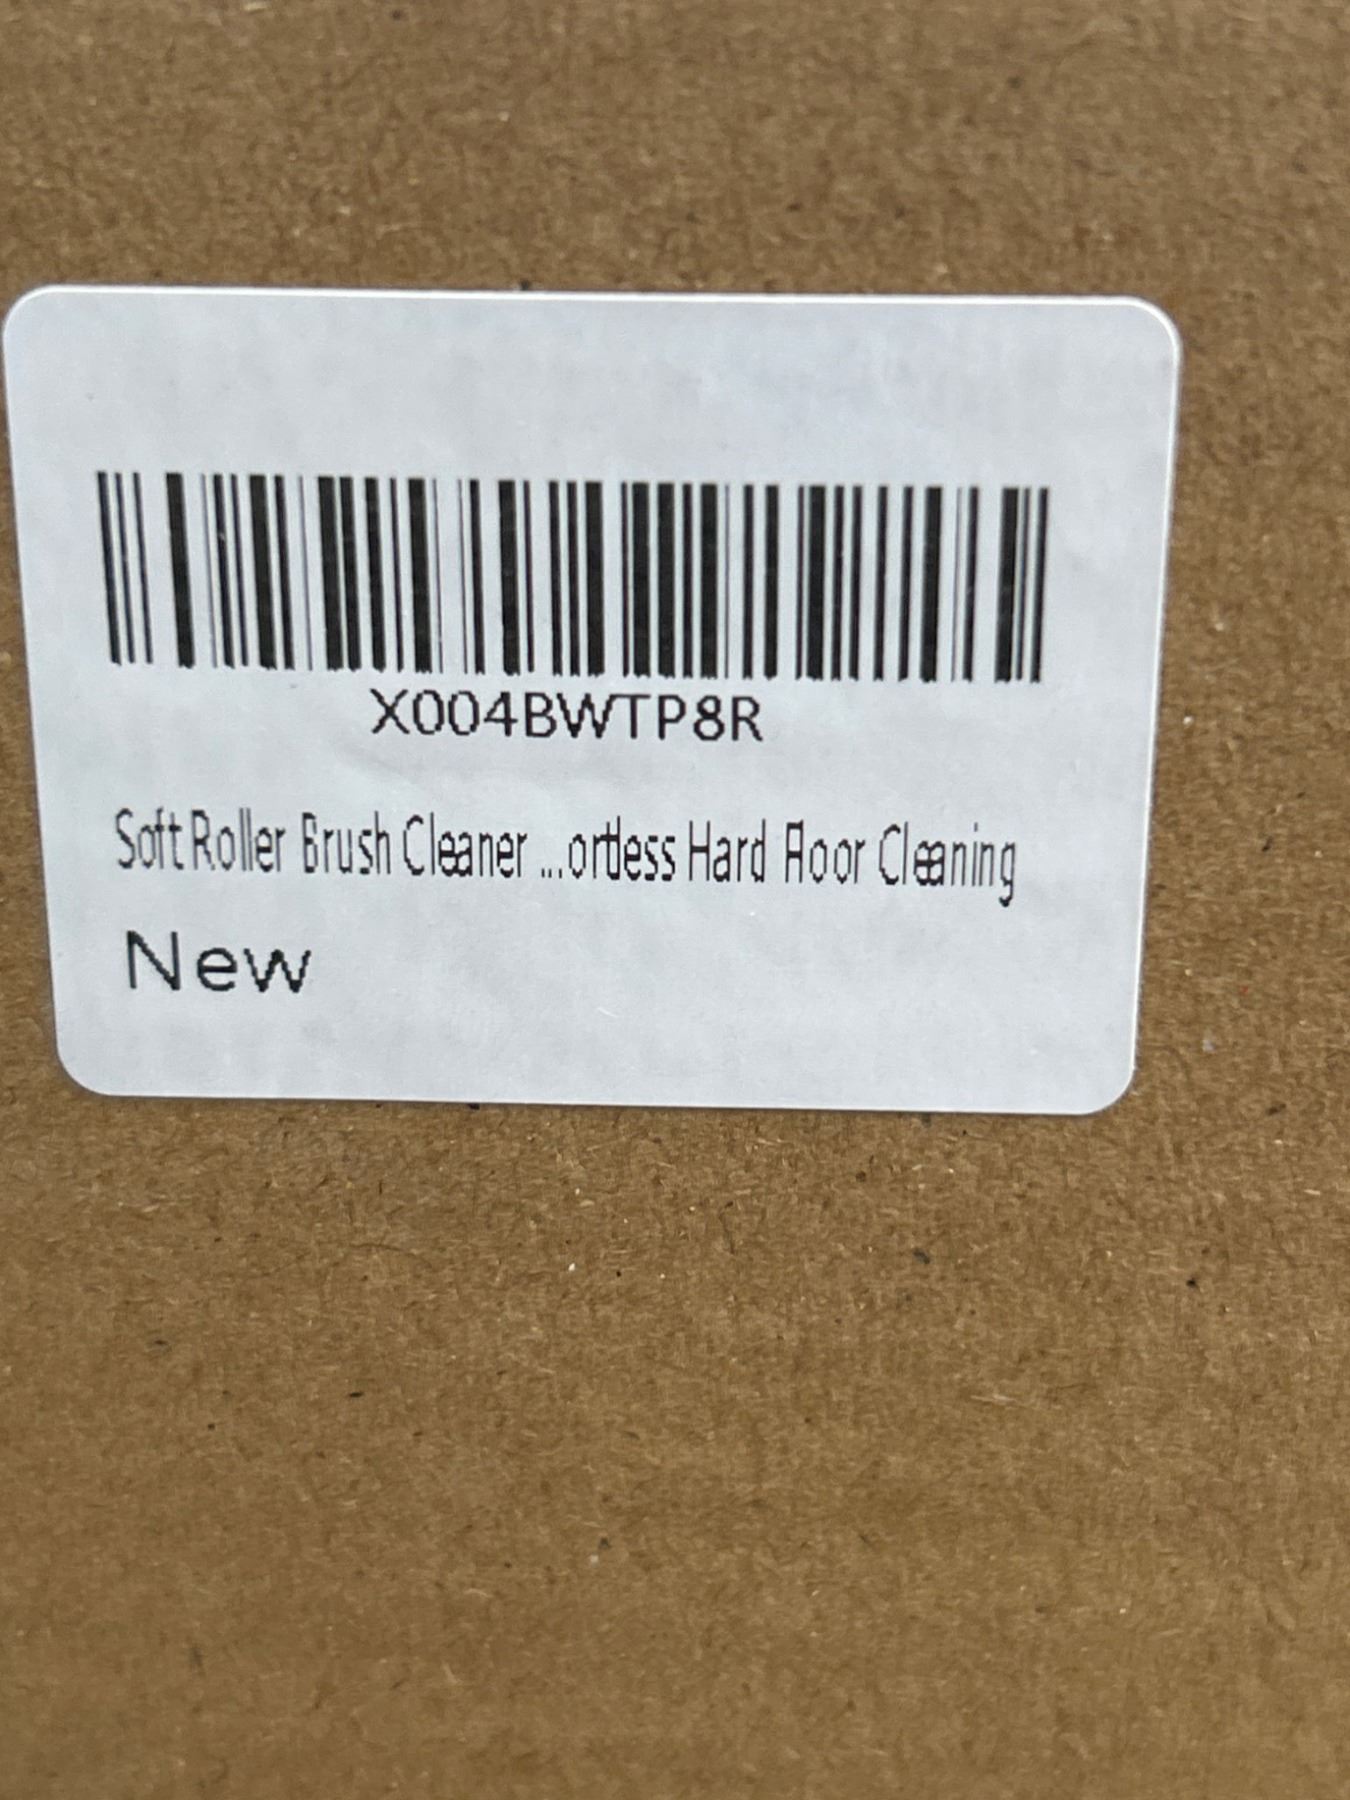 X004BWTP8R
Soft Roller Brush Cleaner ...ortless Hard Floor Cleaning
New